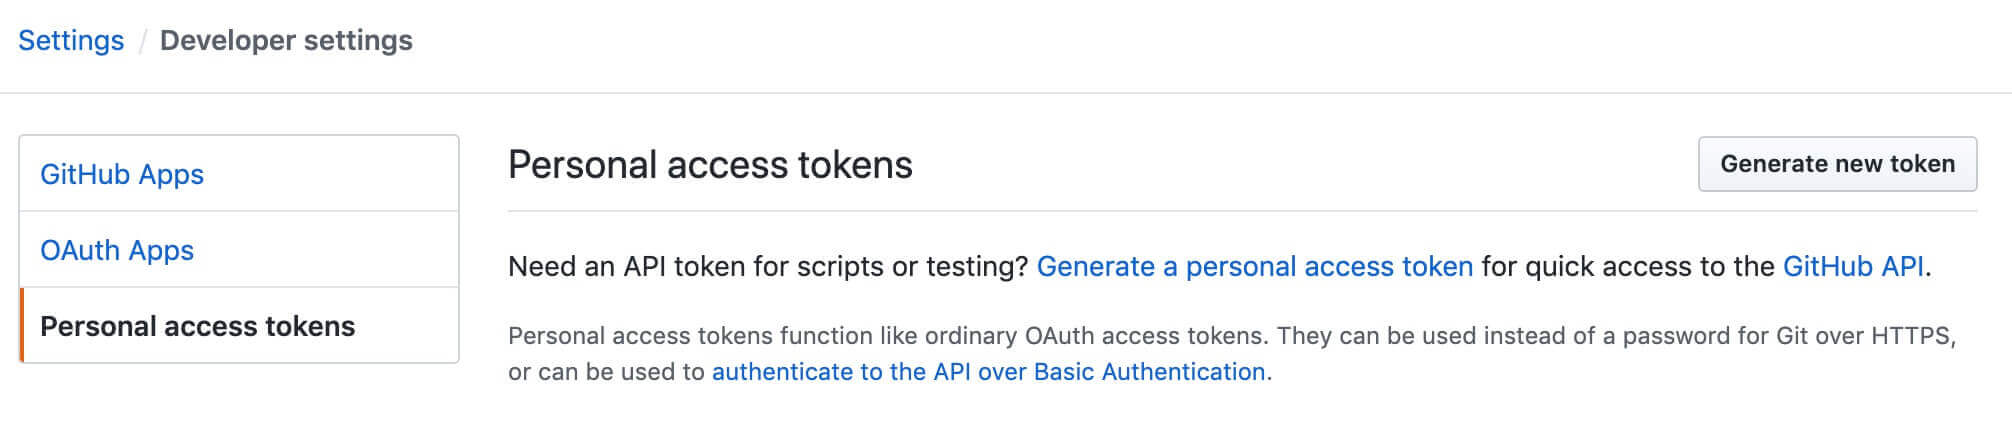 Settings / Developer settings
GitHub Apps
OAuth Apps
Personal access tokens
Personal access tokens
Generate new token
Need an API token for scripts or testing? Generate a personal access token for quick access to the GitHub API.
Personal access tokens function like ordinary OAuth access tokens. They can be used instead of a password for Git over HTTPS,
or can be used to authenticate to the API over Basic Authentication.